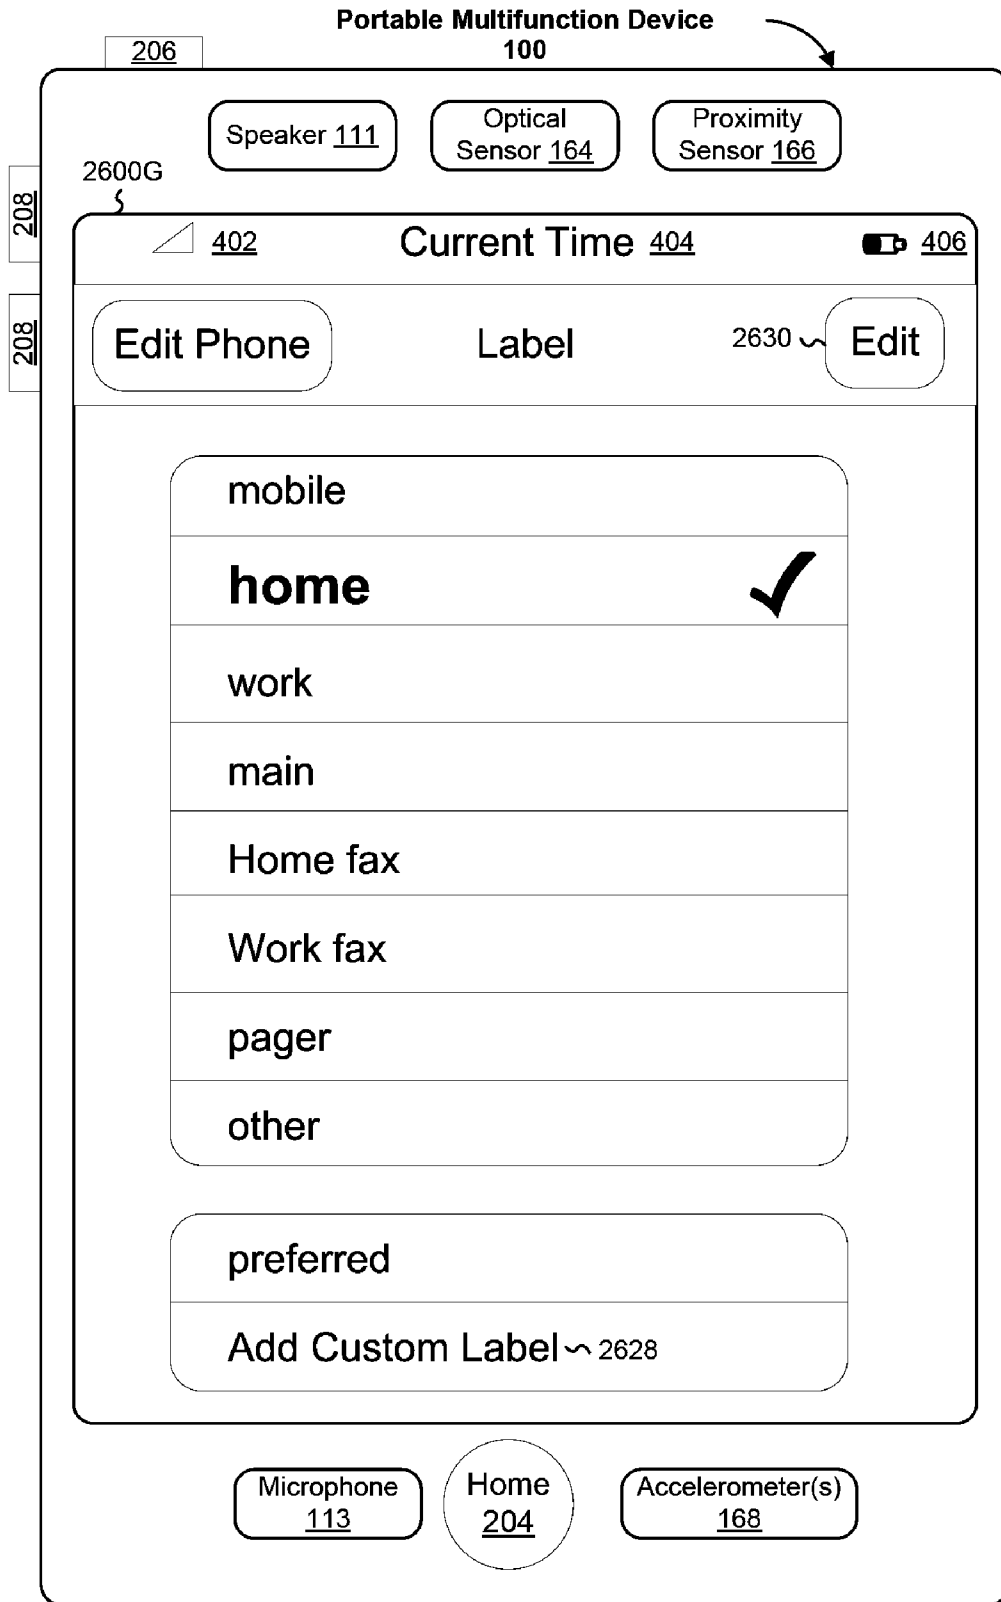 Portable Multifunction Device
100
206
Speaker 111
Optical
Sensor 164
Proximity
Sensor 166
2600G
208
208
402
Current Time 404
406
Edit Phone
Label
2630
Edit
mobile
home
work
main
Home fax
Work fax
pager
other
preferred
Add Custom Label
2628
Microphone
113
Home
204
Accelerometer(s)
168